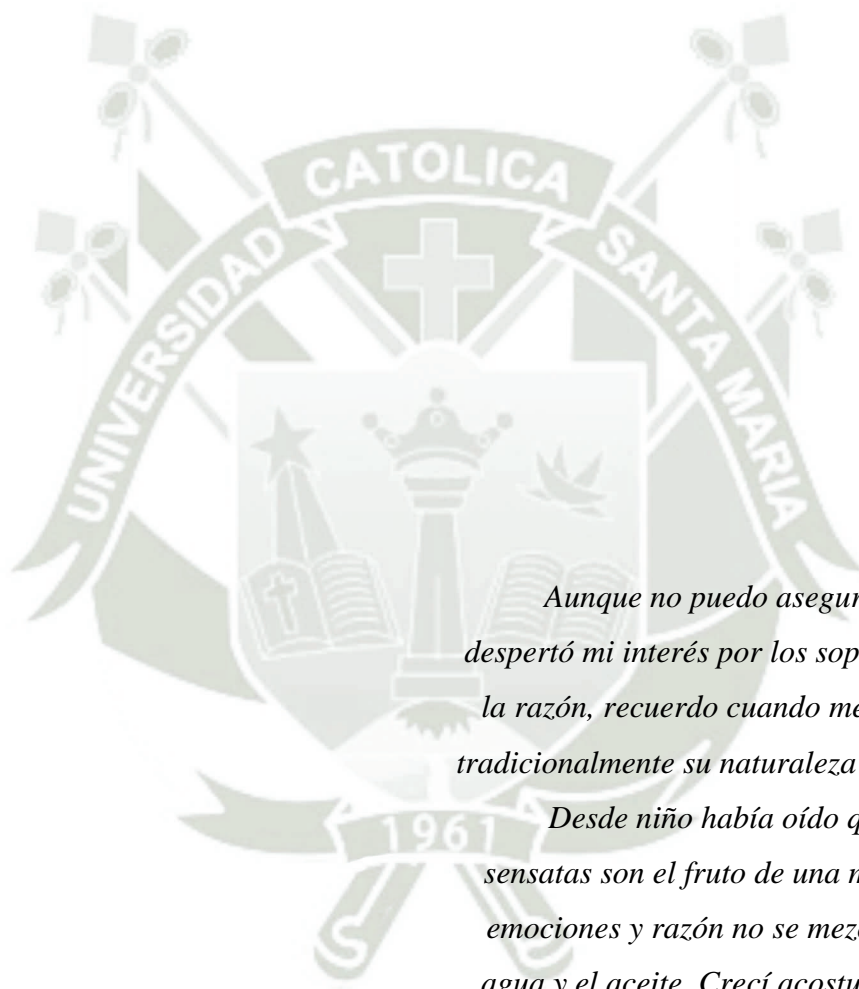 UNIVERSIDAD CATOLICA SANTA MARIA
Aunque no puedo asegur
despertó mi interés por los sop
la razón, recuerdo cuando me
tradicionalmente su naturaleza
1961
Desde niño había oído q
sensatas son el fruto de una m
emociones y razón no se mez
agua y el aceite. Crecí acostu